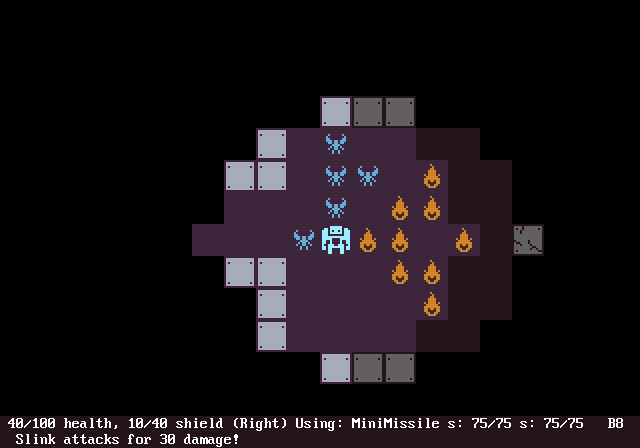 40/100 health, 10/40 shield (Right) Using: MiniMissile s: 75/75 s: 75/75 B8
Slink attacks for 30 damage!